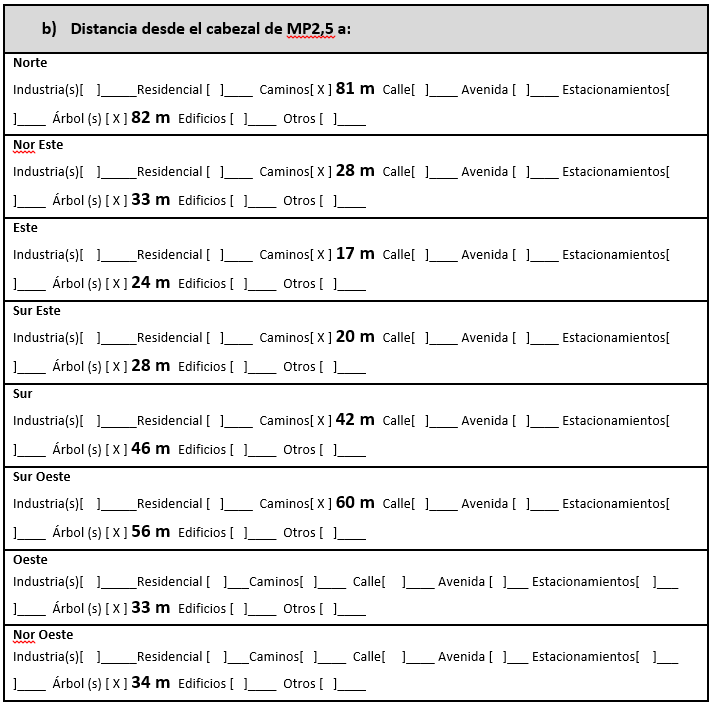 b) Distancia desde el cabezal de MP2,5 a:
Norte
Industria(s)[ ]_____Residencial [ ]____ Caminos[ X ] 81 m Calle[ ]____ Avenida [ ]____ Estacionamientos[
]____ Árbol (s) [ X ] 82 m Edificios [ ]____ Otros [ ]____
Nor Este
Industria(s)[ ]_____Residencial [ ]____ Caminos[ X ] 28 m Calle[ ]____ Avenida [ ]____ Estacionamientos[
]____ Árbol (s) [ X ] 33 m Edificios [ ]____ Otros [ ]____
Este
Industria(s)[ ]_____Residencial [ ]____ Caminos[ X ] 17 m Calle[ ]____ Avenida [ ]____ Estacionamientos[
]____ Árbol (s) [ X ] 24 m Edificios [ ]____ Otros [ ]____
Sur Este
Industria(s)[ ]_____Residencial [ ]____ Caminos[ X ] 20 m Calle[ ]____ Avenida [ ]____ Estacionamientos[
]____ Árbol (s) [ X ] 28 m Edificios [ ]____ Otros [ ]____
Sur
Industria(s)[ ]_____Residencial [ ]____ Caminos[ X ] 42 m Calle[ ]____ Avenida [ ]____ Estacionamientos[
]____ Árbol (s) [ X ] 46 m Edificios [ ]____ Otros [ ]____
Sur Oeste
Industria(s)[ ]_____Residencial [ ]____ Caminos[ X ] 60 m Calle[ ]____ Avenida [ ]____ Estacionamientos[
]____ Árbol (s) [ X ] 56 m Edificios [ ]____ Otros [ ]____
Oeste
Industria(s)[ ]_____Residencial [ ]___Caminos[ ]____ Calle[ ]____ Avenida [ ]___ Estacionamientos[ ]___
]____ Árbol (s) [ X ] 33 m Edificios [ ]____ Otros [ ]____
Nor Oeste
Industria(s)[ ]_____Residencial [ ]___Caminos[ ]____ Calle[ ]____ Avenida [ ]___ Estacionamientos[ ]___
]____ Árbol (s) [ X ] 34 m Edificios [ ]____ Otros [ ]____